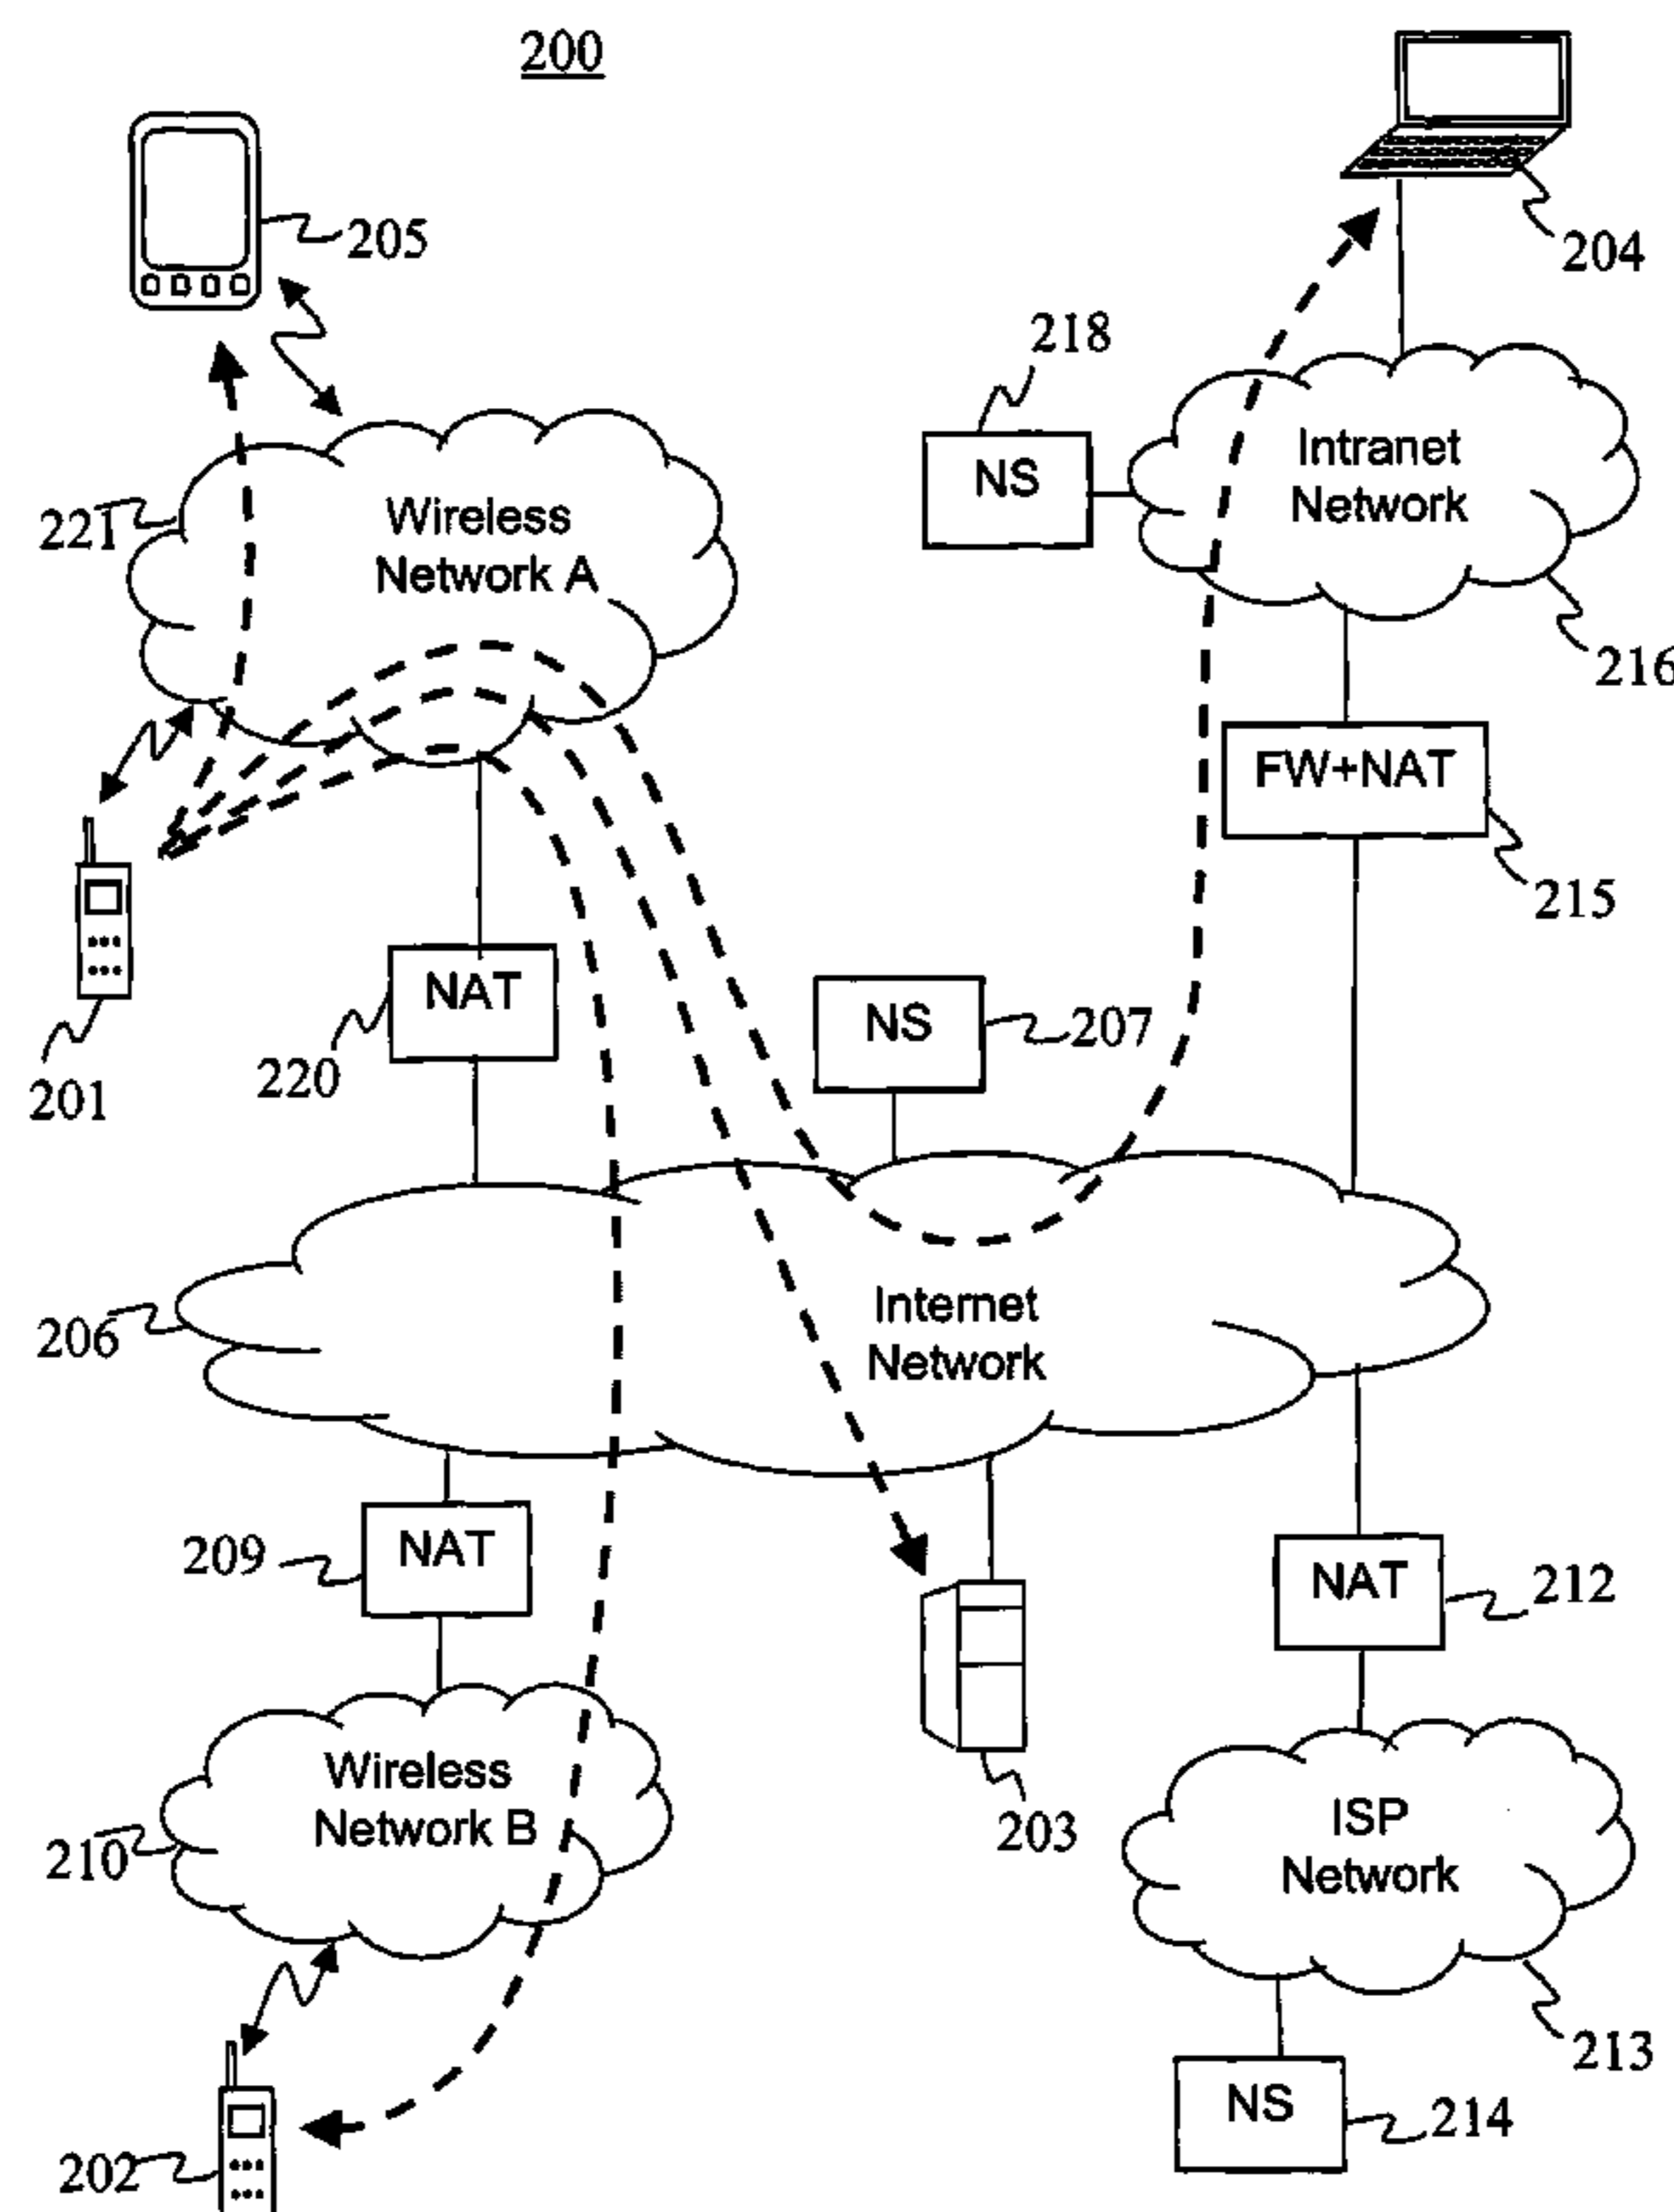 200
205
204
218
NS
Intranet
Network
221
Wireless
Network A
216
FW+NAT
215
201
NAT
220
NS
207
206
Internet
Network
209
NAT
NAT
212
Wireless
Network B
210
203
ISP
Network
213
NS
214
202